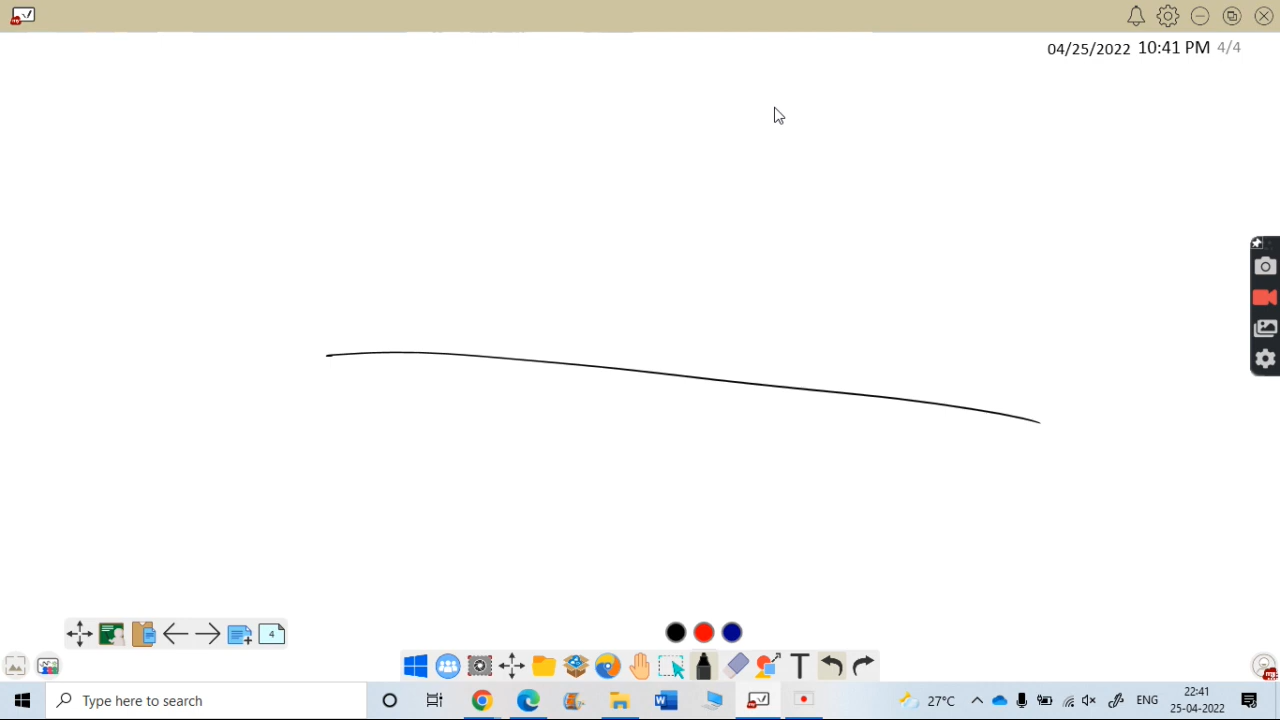 04/25/2022 10:41 PM 4/4
4
Type here to search
27°C
ENG
22:41
25-04-2022